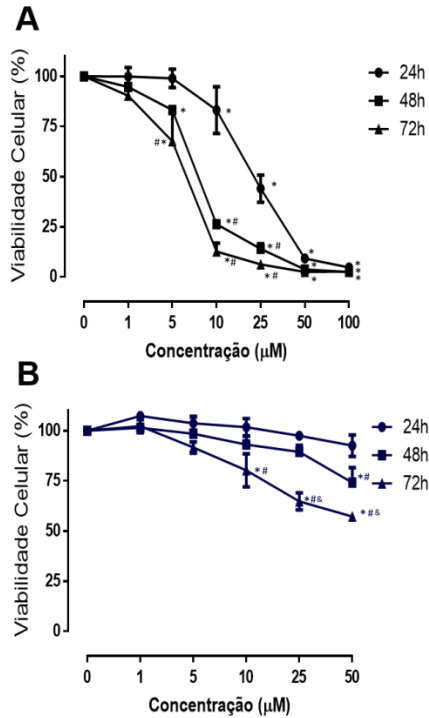 A
Viabilidade Celular (%)
100
75
50
25
0
24h
48h
72h
*
*
*
#*
*#
*#
*#
*#
*
*
*
*
*
*
0 1 5 10 25 50 100
Concentração (µM)
B
Viabilidade Celular (%)
100
75
50
25
0
24h
48h
72h
*#
*#&
*#
*#&
0 1 5 10 25 50
Concentração (µM)